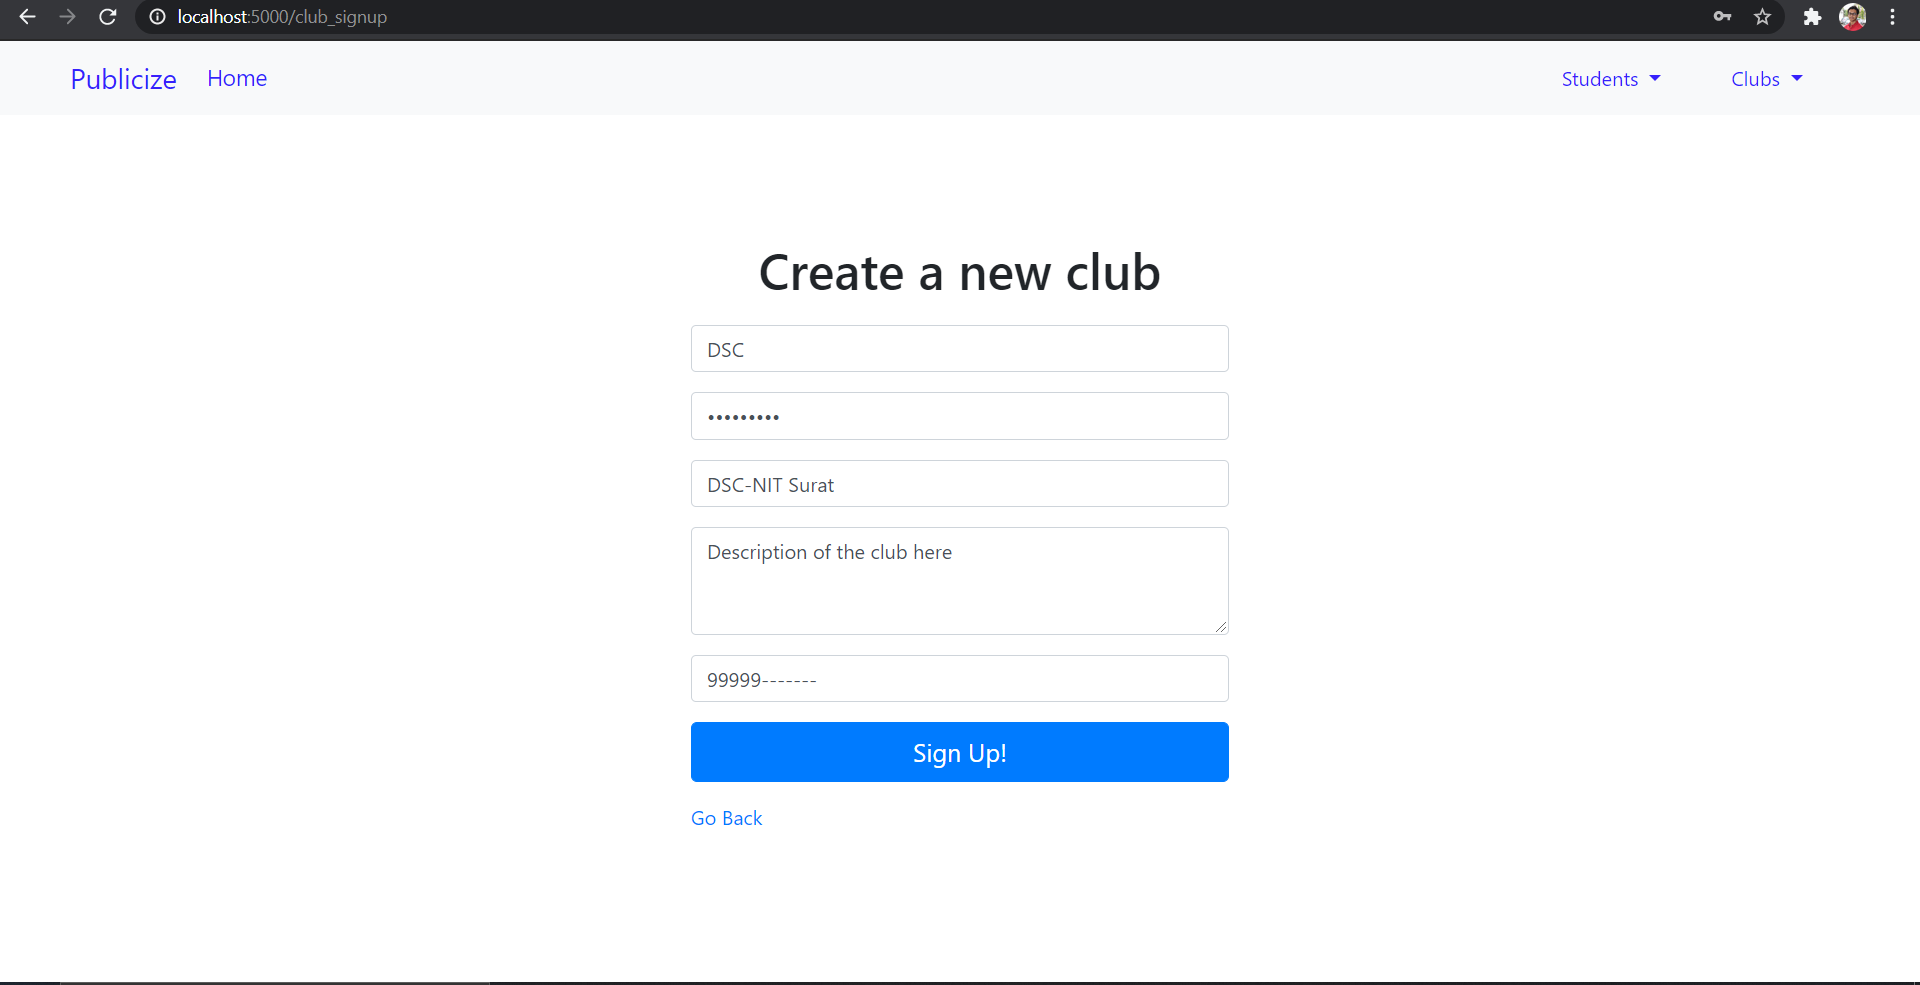 localhost:5000/club_signup
Publicize Home Students Clubs
Create a new club
DSC
•••••••••
DSC-NIT Surat
Description of the club here
99999-------
Sign Up!
Go Back